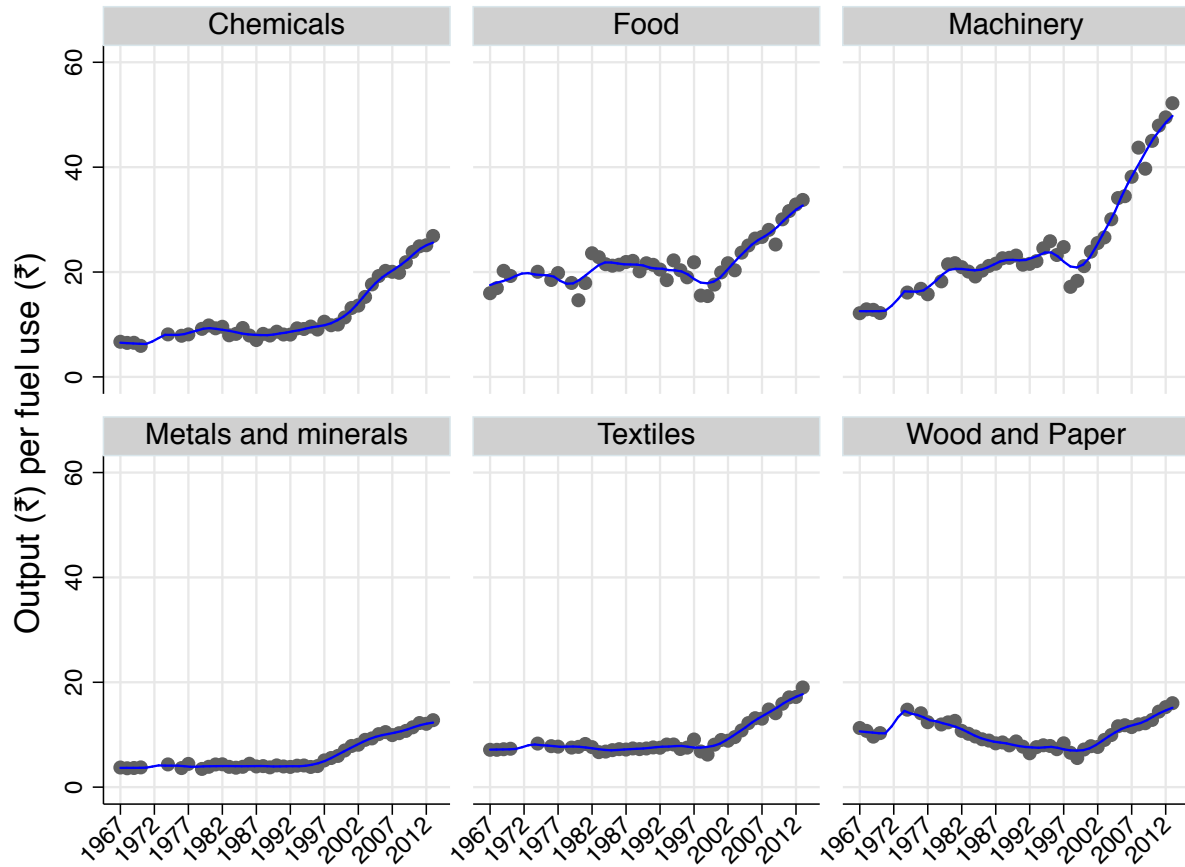 Chemicals
Food
Machinery
60
40
20
0
Metals and minerals
Textiles
Wood and Paper
60
40
20
0
1967 1972 1977 1982 1987 1992 1997 2002 2007 2012
1967 1972 1977 1982 1987 1992 1997 2002 2007 2012
1967 1972 1977 1982 1987 1992 1997 2002 2007 2012
Output (₹) per fuel use (₹)